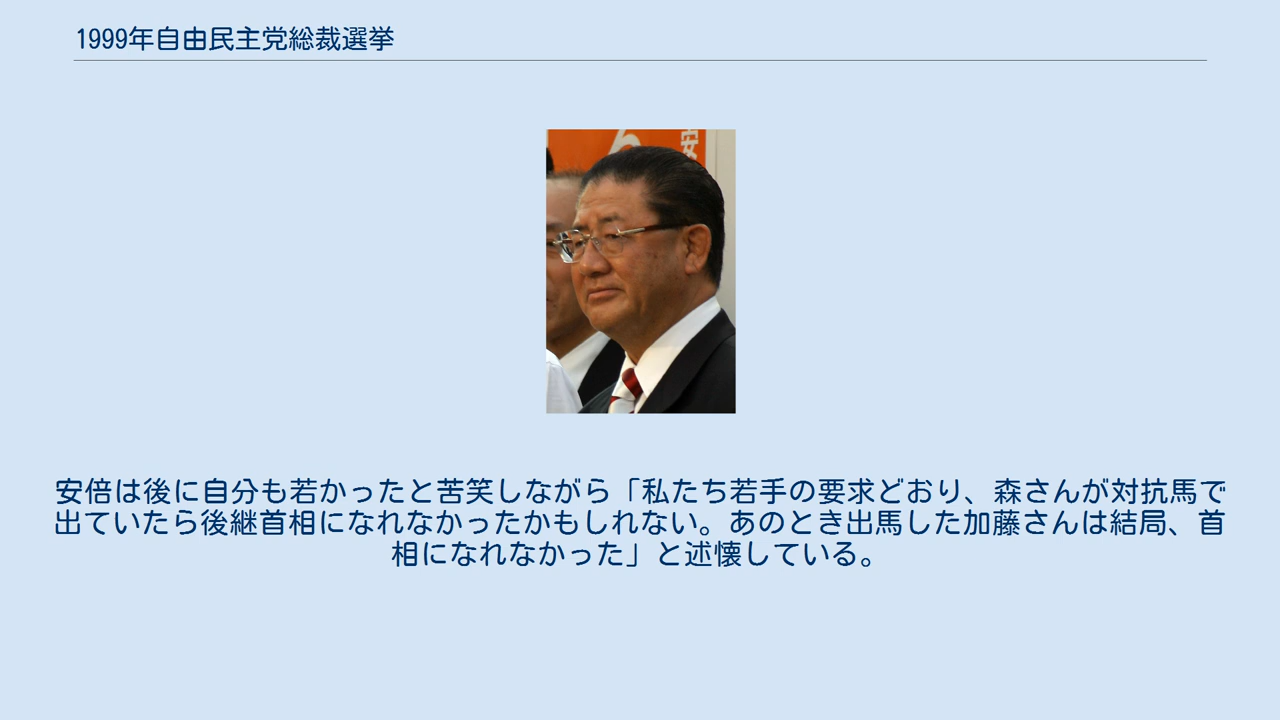 1999年自由民主党総裁選挙
安
安倍は後に自分も若かったと苦笑しながら「私たち若手の要求どおり、森さんが対抗馬で
出ていたら後継首相になれなかったかもしれない。あのとき出馬した加藤さんは結局、首
相になれなかった」と述懐している。